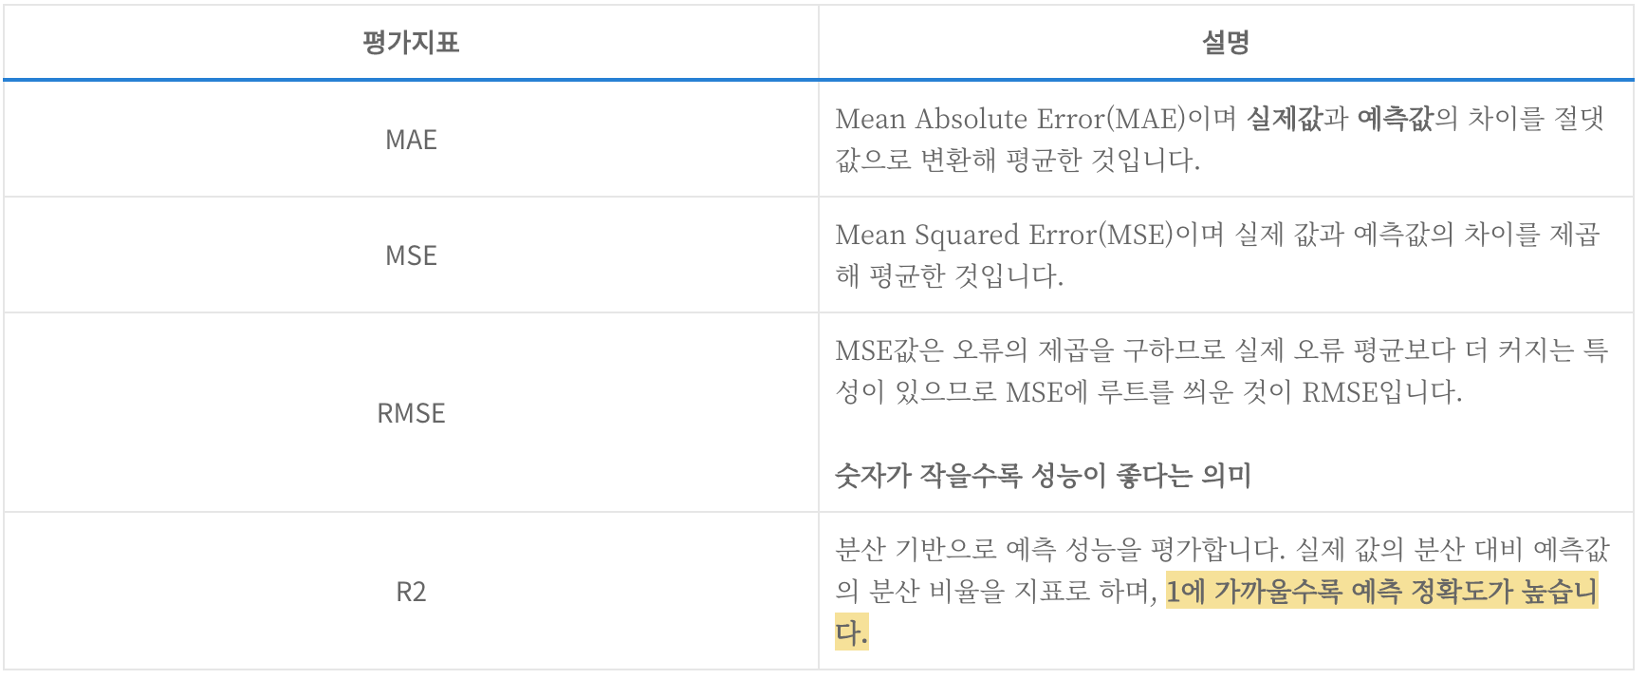 평가지표
설명
MAE
Mean Absolute Error(MAE)이며 실제값과 예측값의 차이를 절댓
값으로 변환해 평균한 것입니다.
MSE
Mean Squared Error(MSE)이며 실제 값과 예측값의 차이를 제곱
해 평균한 것입니다.
RMSE
MSE값은 오류의 제곱을 구하므로 실제 오류 평균보다 더 커지는 특
성이 있으므로 MSE에 루트를 씌운 것이 RMSE입니다.
숫자가 작을수록 성능이 좋다는 의미
R2
분산 기반으로 예측 성능을 평가합니다. 실제 값의 분산 대비 예측값
의 분산 비율을 지표로 하며, 1에 가까울수록 예측 정확도가 높습니
다.